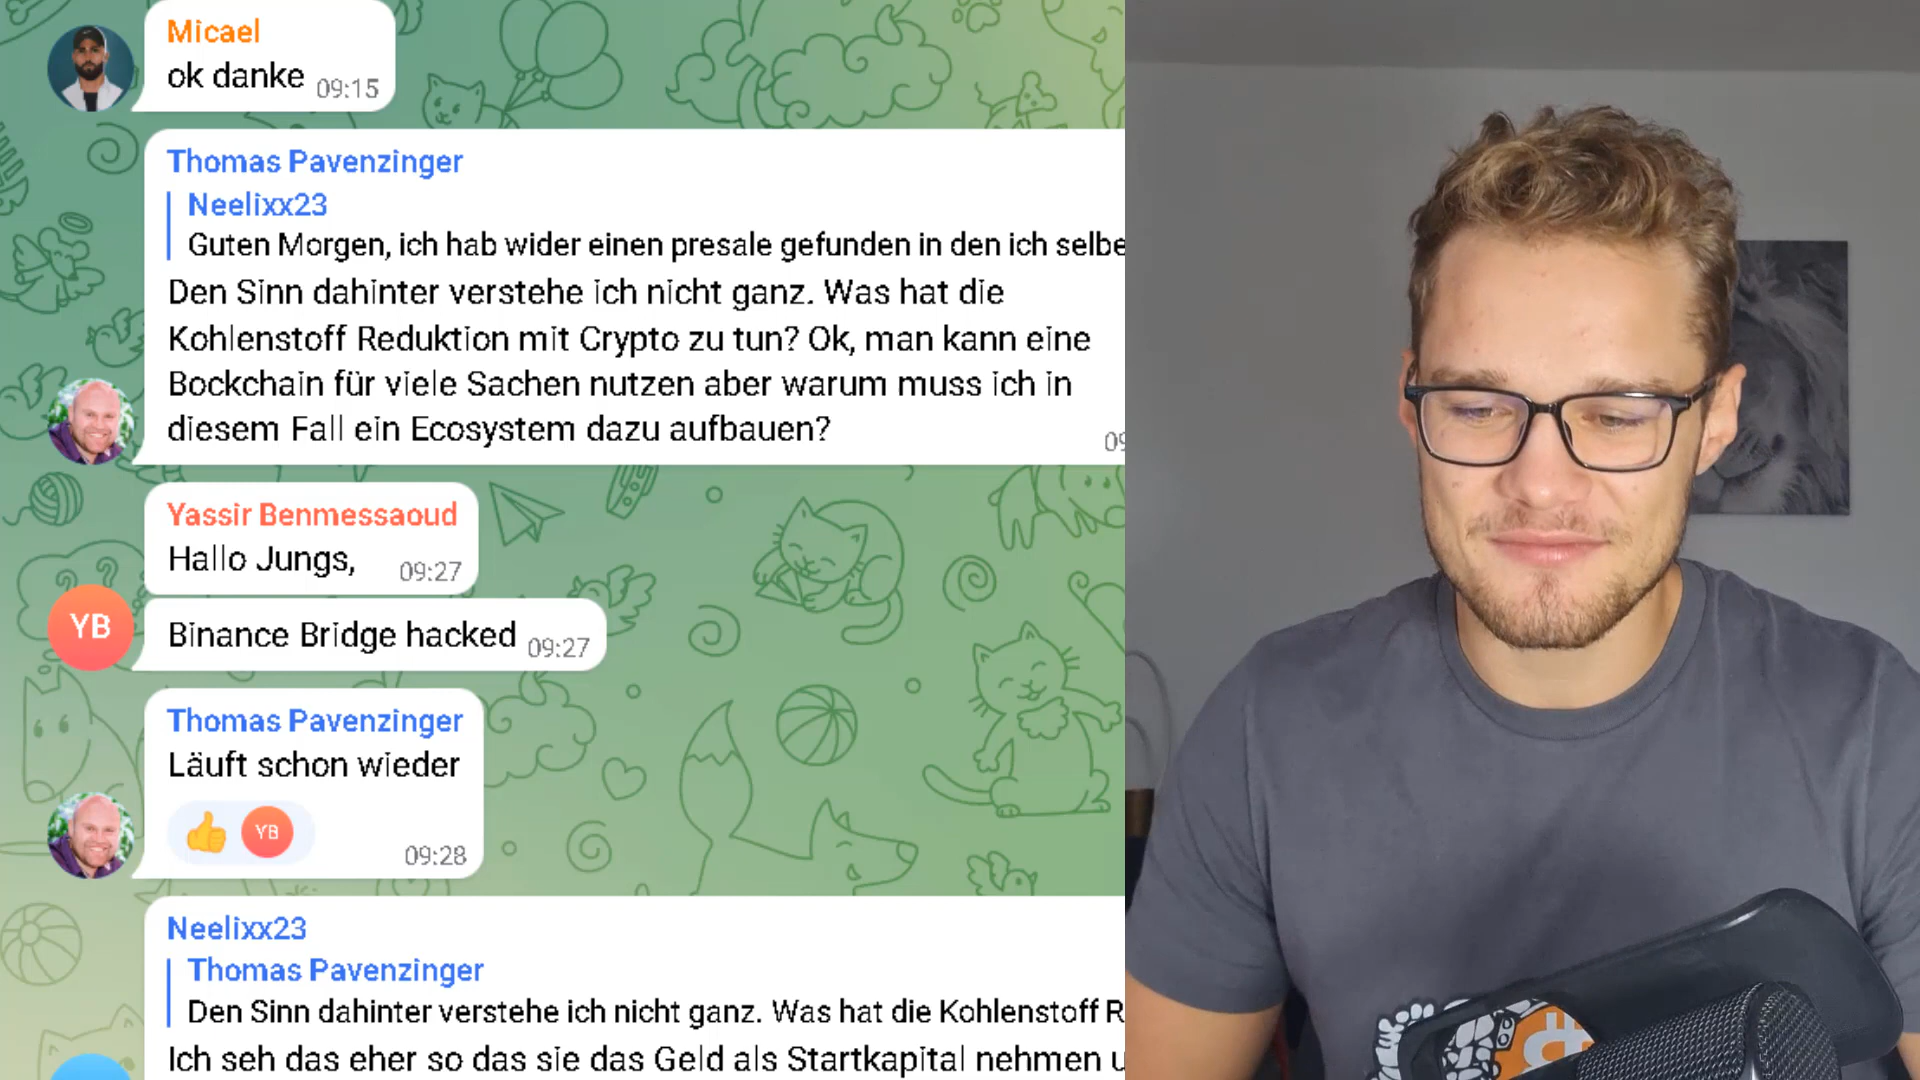 Micael
ok danke 09:15
Thomas Pavenzinger
Neelixx23
Guten Morgen, ich hab wider einen presale gefunden in den ich selbe
Den Sinn dahinter verstehe ich nicht ganz. Was hat die
Kohlenstoff Reduktion mit Crypto zu tun? Ok, man kann eine
Bockchain für viele Sachen nutzen aber warum muss ich in
diesem Fall ein Ecosystem dazu aufbauen?
09
Yassir Benmessaoud
Hallo Jungs, 09:27
YB
Binance Bridge hacked 09:27
Thomas Pavenzinger
Läuft schon wieder
YB
09:28
Neelixx23
Thomas Pavenzinger
Den Sinn dahinter verstehe ich nicht ganz. Was hat die Kohlenstoff R
Ich seh das eher so das sie das Geld als Startkapital nehmen u